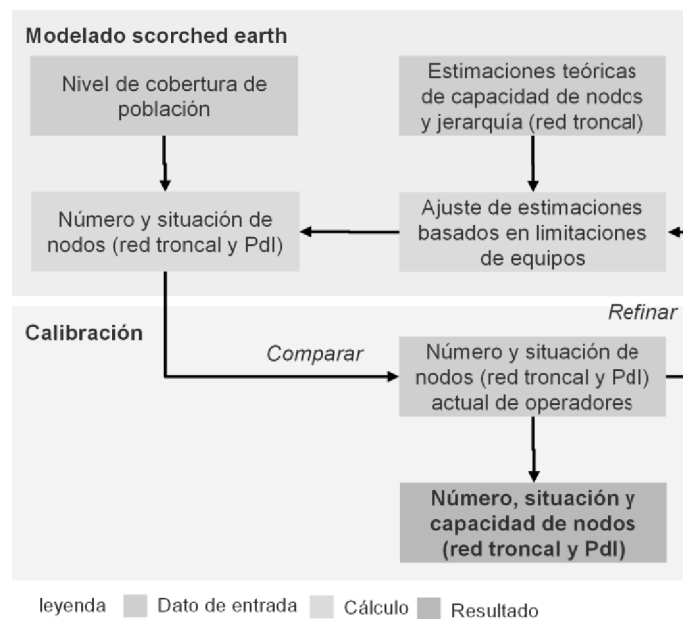 Modelado scorched earth
Nivel de cobertura de
población
Estimaciones teóricas
de capacidad de nodos
y jerarquía (red troncal)
Número y situación de
nodos (red troncal y PdI)
Ajuste de estimaciones
basados en limitaciones
de equipos
Refinar
Calibración
Comparar
Número y situación de
nodos (red troncal y PdI)
actual de operadores
Número, situación y
capacidad de nodos
(red troncal y PdI)
leyenda Dato de entrada Cálculo Resultado